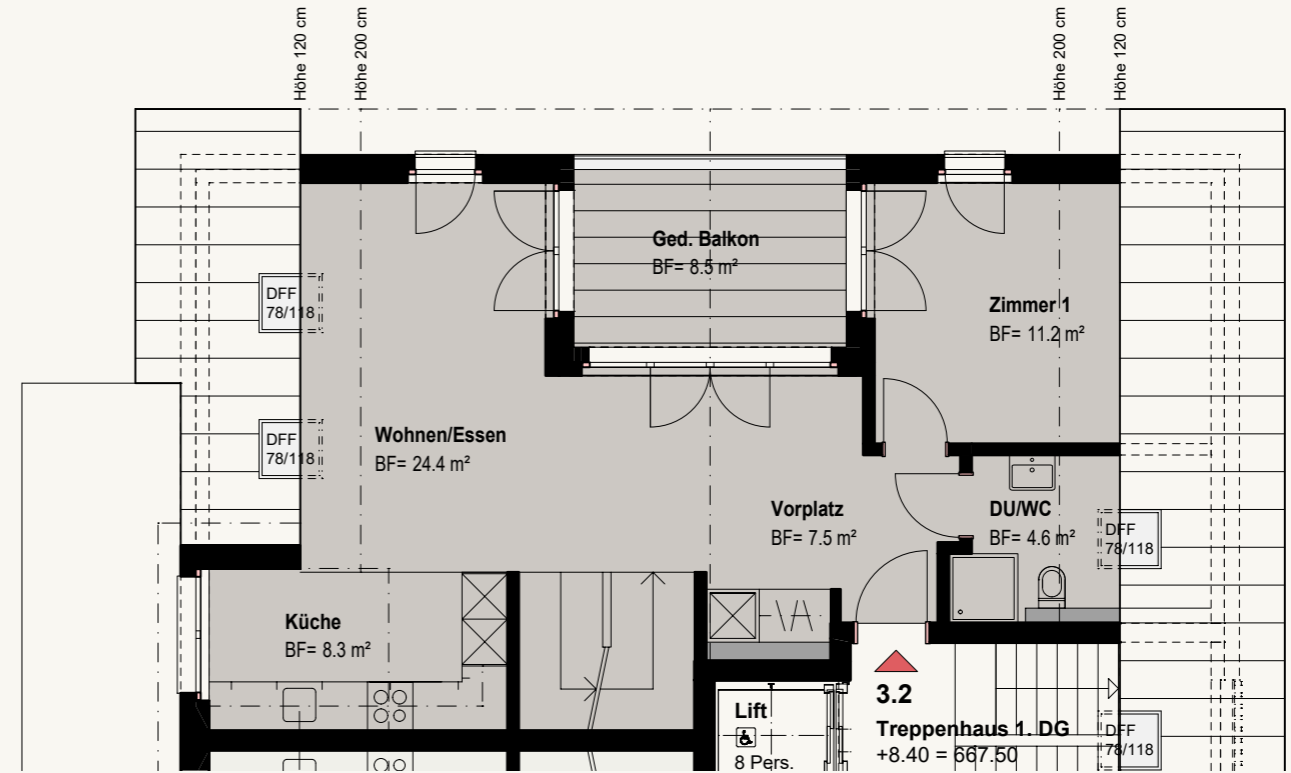 Höhe 120 cm
Höhe 200 cm
Höhe 200 cm
Höhe 120 cm
Ged. Balkon
BF= 8.5 m²
Zimmer 1
BF= 11.2 m²
DFF
78/118
DFF
78/118
Wohnen/Essen
BF= 24.4 m²
Vorplatz
BF= 7.5 m²
DU/WC
BF= 4.6 m²
DFF
78/118
Küche
BF= 8.3 m²
3.2
Treppenhaus 1. DG
+8.40 = 667.50
Lift
8 Pers.
DFF
78/118